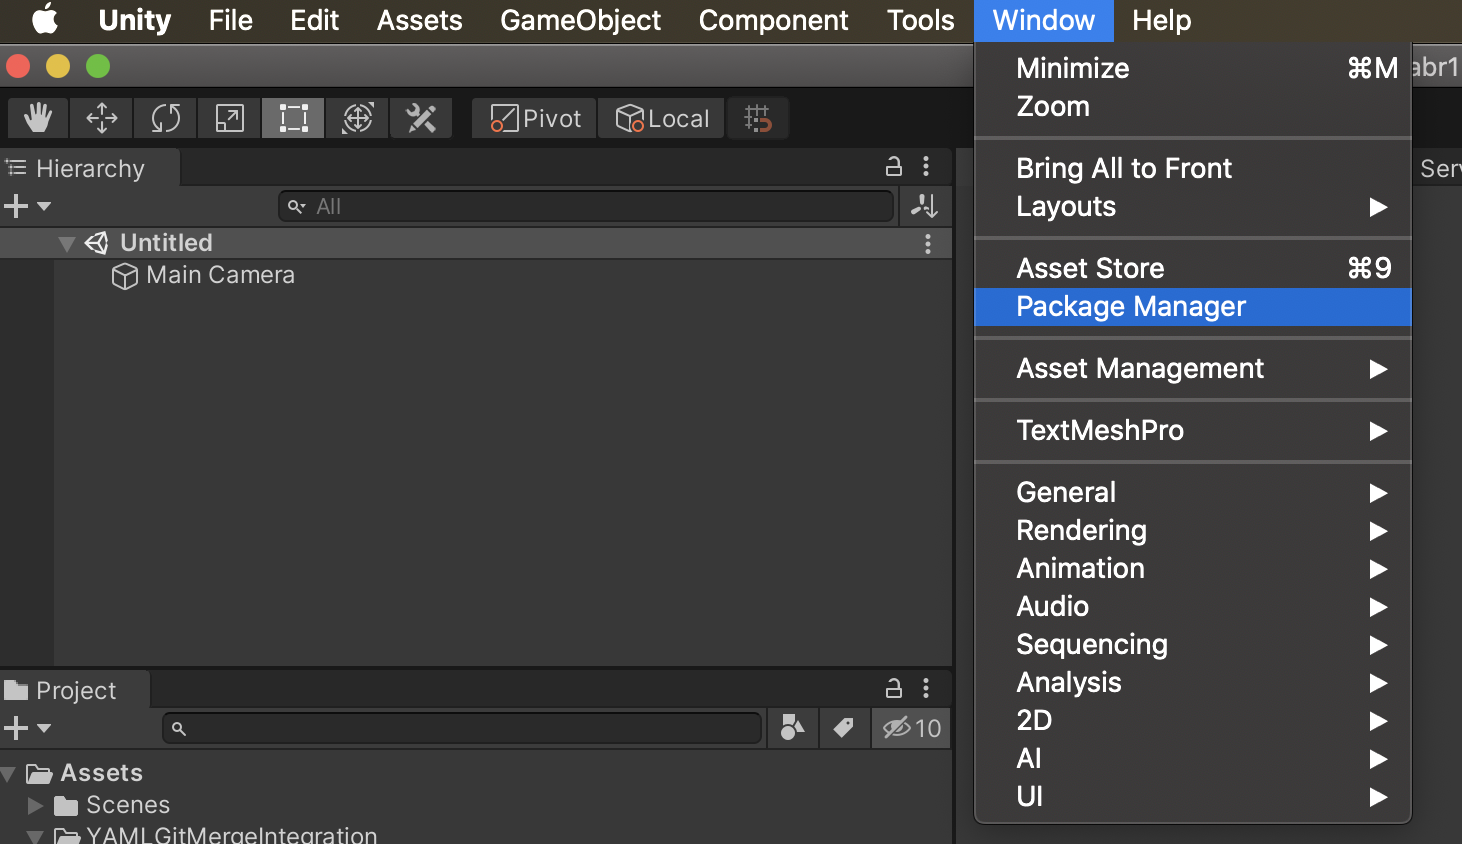 Unity File Edit Assets GameObject Component Tools Window Help
Minimize ⌘M
Zoom
Bring All to Front
Layouts
Asset Store ⌘9
Package Manager
Asset Management
TextMeshPro
General
Rendering
Animation
Audio
Sequencing
Analysis
2D
AI
UI
abr1
Pivot Local
Hierarchy
All
Untitled
Main Camera
Project
10
Assets
Scenes
YAMLGitMergeIntegration